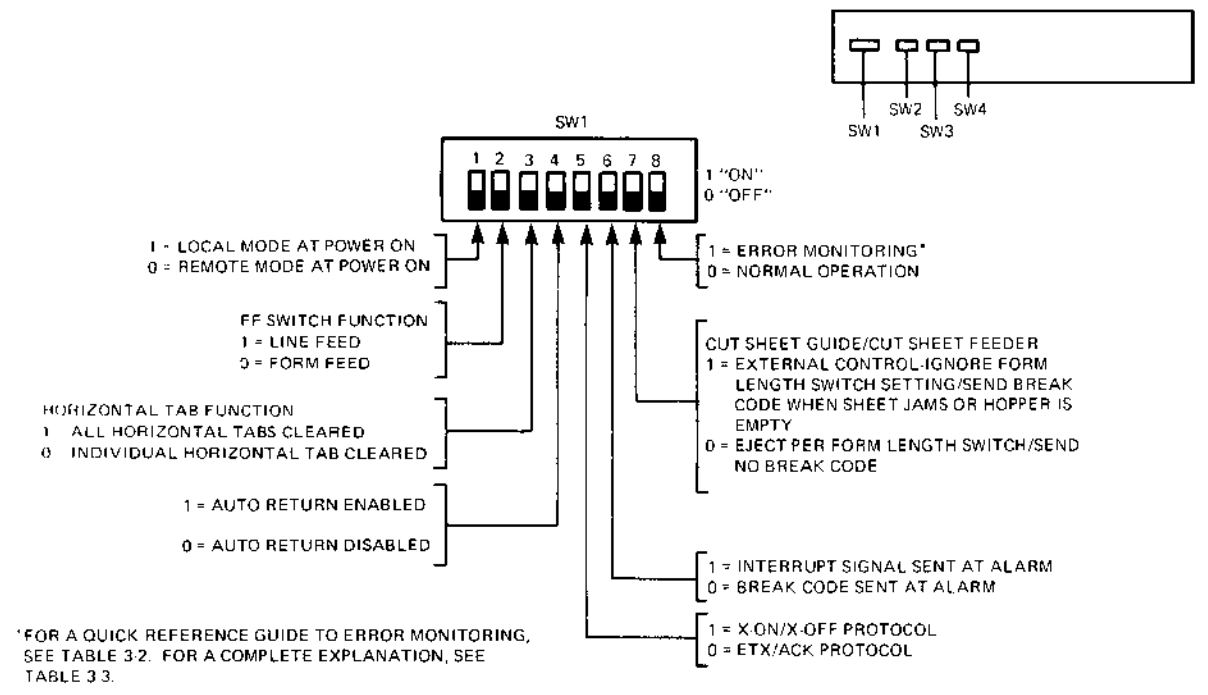 SW1
SW2
SW3
SW4
SW1
1 2 3 4 5 6 7 8
1 "ON"
0 "OFF"
1 = LOCAL MODE AT POWER ON
0 = REMOTE MODE AT POWER ON
FF SWITCH FUNCTION
1 = LINE FEED
0 = FORM FEED
HORIZONTAL TAB FUNCTION
1 ALL HORIZONTAL TABS CLEARED
0 INDIVIDUAL HORIZONTAL TAB CLEARED
1 = AUTO RETURN ENABLED
0 = AUTO RETURN DISABLED
1 = ERROR MONITORING*
0 = NORMAL OPERATION
CUT SHEET GUIDE/CUT SHEET FEEDER
1 = EXTERNAL CONTROL-IGNORE FORM
LENGTH SWITCH SETTING/SEND BREAK
CODE WHEN SHEET JAMS OR HOPPER IS
EMPTY
0 = EJECT PER FORM LENGTH SWITCH/SEND
NO BREAK CODE
1 = INTERRUPT SIGNAL SENT AT ALARM
0 = BREAK CODE SENT AT ALARM
1 = X-ON/X-OFF PROTOCOL
0 = ETX/ACK PROTOCOL
*FOR A QUICK REFERENCE GUIDE TO ERROR MONITORING,
SEE TABLE 3-2. FOR A COMPLETE EXPLANATION, SEE
TABLE 3-3.